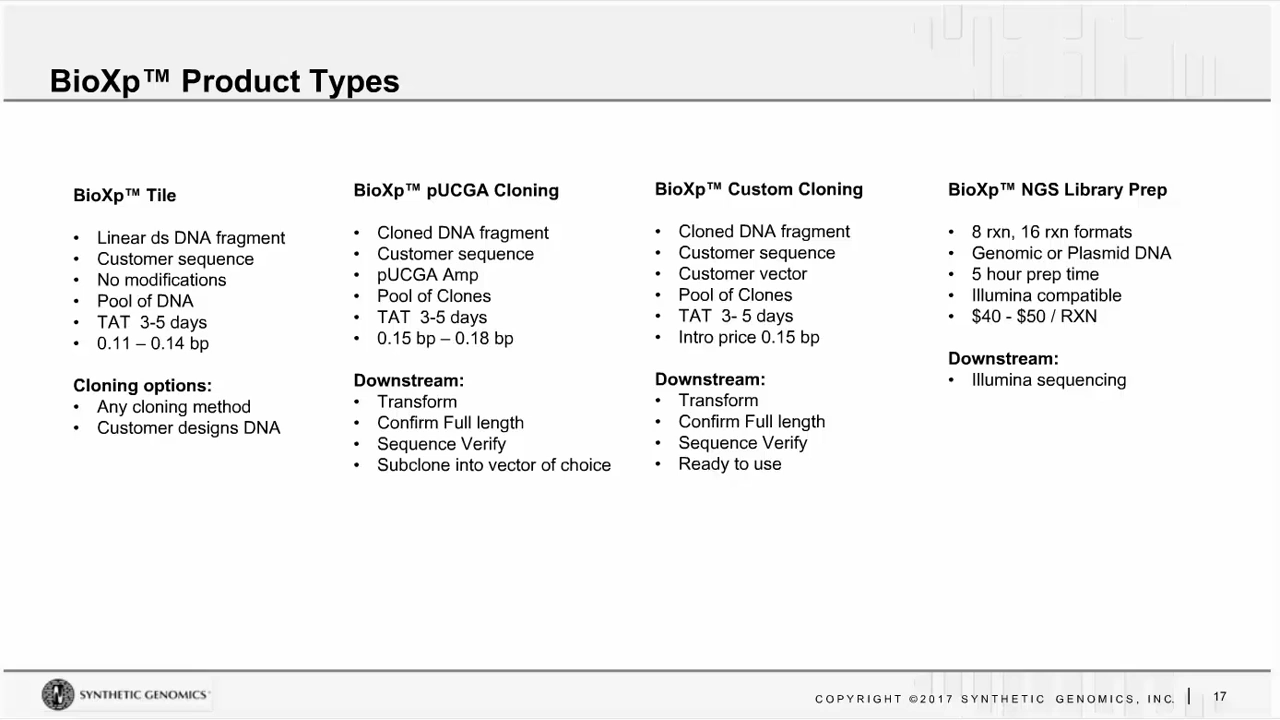 BioXp™ Product Types
BioXp™ Tile
• Linear ds DNA fragment
• Customer sequence
• No modifications
• Pool of DNA
• TAT 3-5 days
• 0.11 – 0.14 bp
Cloning options:
• Any cloning method
• Customer designs DNA
BioXp™ pUCGA Cloning
• Cloned DNA fragment
• Customer sequence
• pUCGA Amp
• Pool of Clones
• TAT 3-5 days
• 0.15 bp – 0.18 bp
Downstream:
• Transform
• Confirm Full length
• Sequence Verify
• Subclone into vector of choice
BioXp™ Custom Cloning
• Cloned DNA fragment
• Customer sequence
• Customer vector
• Pool of Clones
• TAT 3- 5 days
• Intro price 0.15 bp
Downstream:
• Transform
• Confirm Full length
• Sequence Verify
• Ready to use
BioXp™ NGS Library Prep
• 8 rxn, 16 rxn formats
• Genomic or Plasmid DNA
• 5 hour prep time
• Illumina compatible
• $40 - $50 / RXN
Downstream:
• Illumina sequencing
SYNTHETIC GENOMICS
COPYRIGHT ©2017 SYNTHETIC GENOMICS, INC. | 17